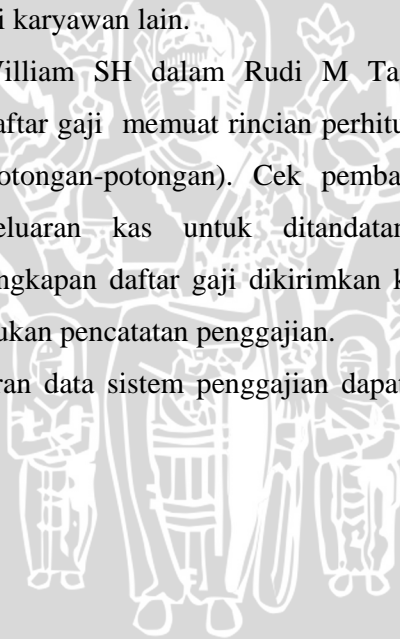 i karyawan lain.
Villiam SH dalam Rudi M Ta
aftar gaji memuat rincian perhitu
otongan-potongan). Cek pemba
eluaran kas untuk ditandatan
ngkapan daftar gaji dikirimkan k
ukan pencatatan penggajian.
ran data sistem penggajian dapat